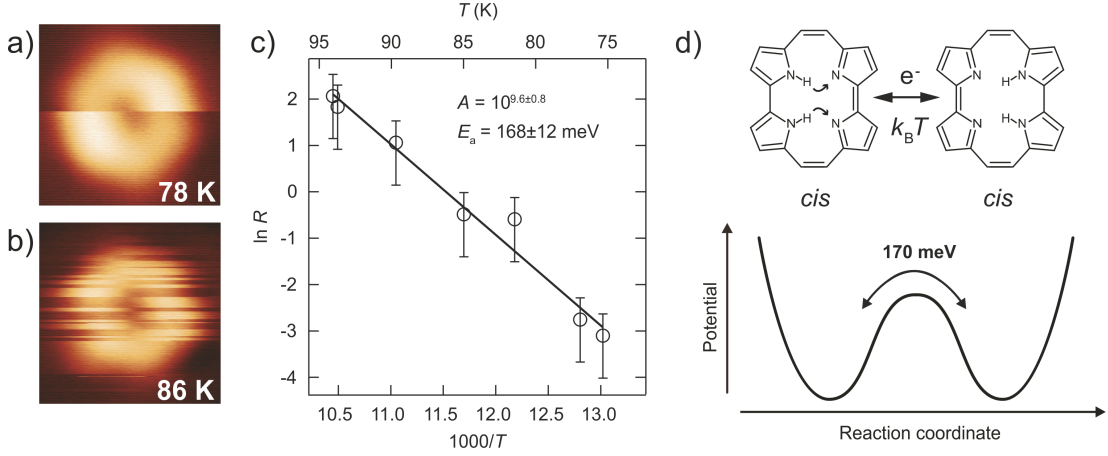 a)
78 K
b)
86 K
c)
T (K)
95 90 85 80 75
ln R
2
1
0
-1
-2
-3
-4
A = 10^9.6±0.8
Eₐ = 168±12 meV
10.5 11.0 11.5 12.0 12.5 13.0
1000/T
d)
N H N
N H N
e⁻
k_BT
N H N
N H N
cis cis
170 meV
Potential
Reaction coordinate